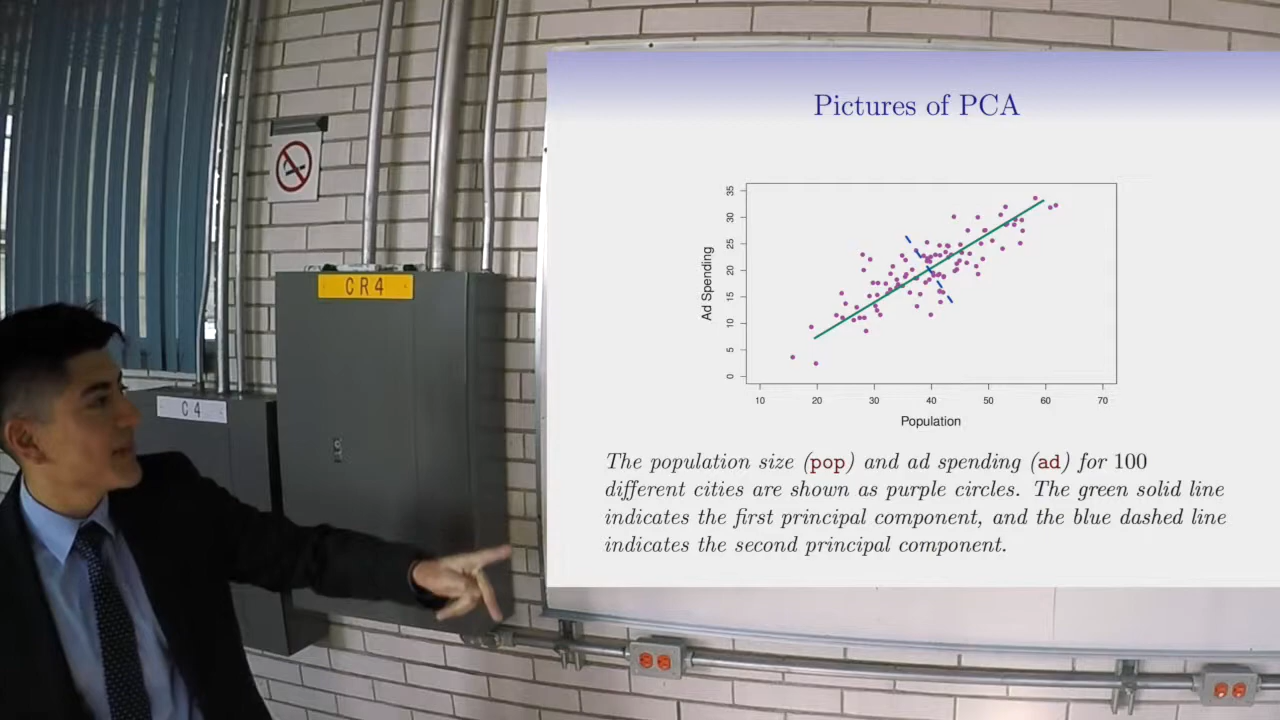 Pictures of PCA
CR4
C4
35
30
25
20
15
10
5
0
Ad Spending
10 20 30 40 50 60 70
Population
The population size (pop) and ad spending (ad) for 100
different cities are shown as purple circles. The green solid line
indicates the first principal component, and the blue dashed line
indicates the second principal component.